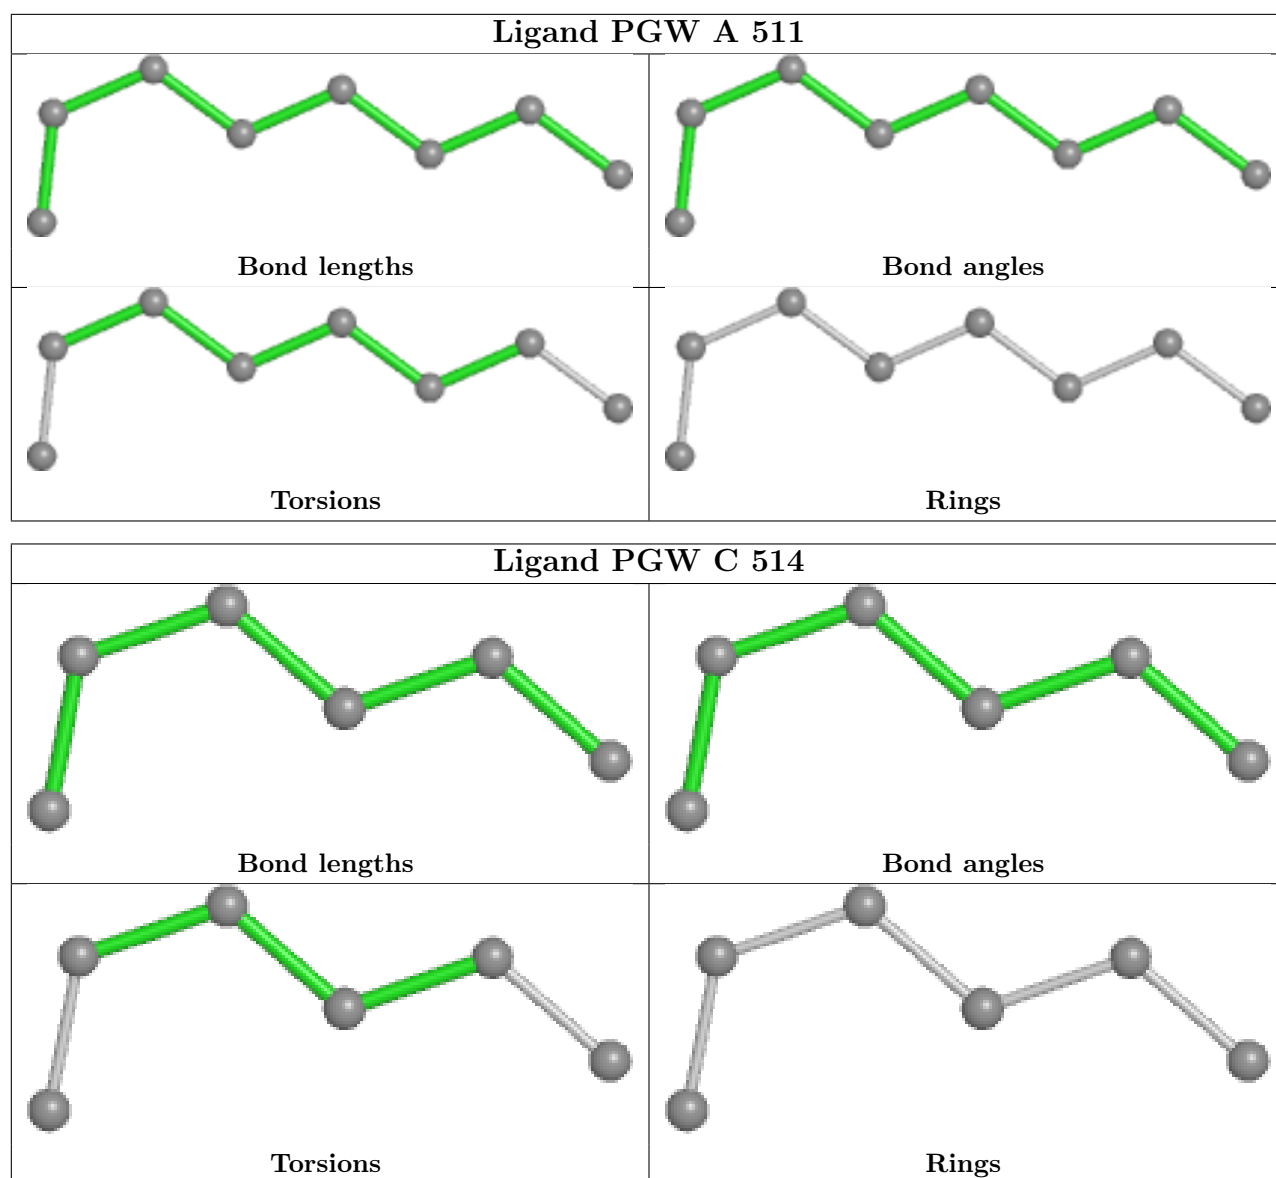 Ligand PGW A 511
Bond lengths
Bond angles
Torsions
Rings
Ligand PGW C 514
Bond lengths
Bond angles
Torsions
Rings